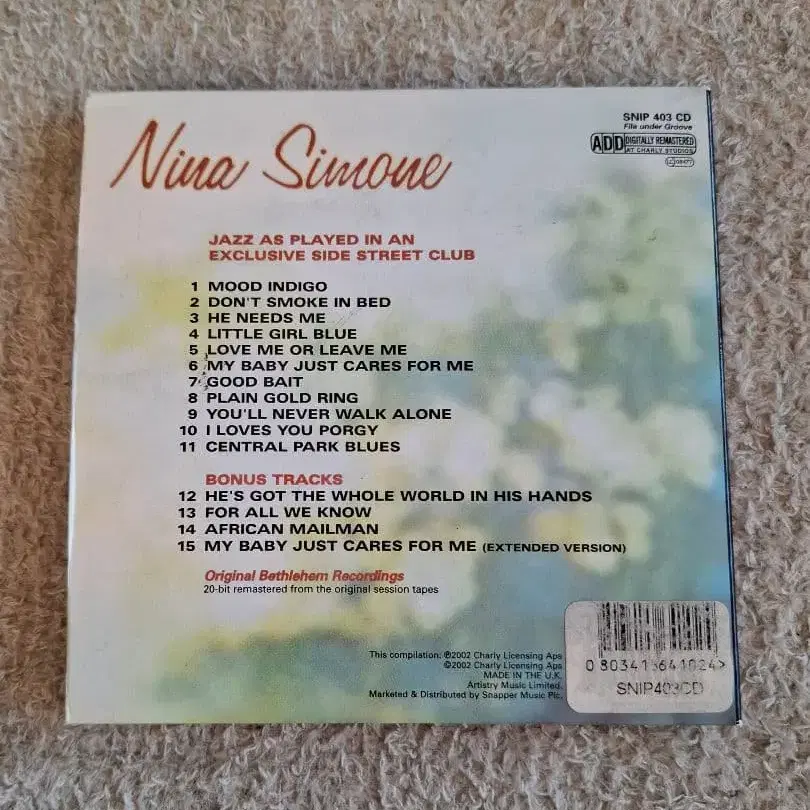 Nina Simone
SNIP 403 CD
File under Groove
ADD DIGITALLY REMASTERED
AT CHARLY STUDIOS
JAZZ AS PLAYED IN AN
EXCLUSIVE SIDE STREET CLUB
1 MOOD INDIGO
2 DON'T SMOKE IN BED
3 HE NEEDS ME
4 LITTLE GIRL BLUE
5 LOVE ME OR LEAVE ME
6 MY BABY JUST CARES FOR ME
7 GOOD BAIT
8 PLAIN GOLD RING
9 YOU'LL NEVER WALK ALONE
10 I LOVES YOU PORGY
11 CENTRAL PARK BLUES
BONUS TRACKS
12 HE'S GOT THE WHOLE WORLD IN HIS HANDS
13 FOR ALL WE KNOW
14 AFRICAN MAILMAN
15 MY BABY JUST CARES FOR ME (EXTENDED VERSION)
Original Bethlehem Recordings
20-bit remastered from the original session tapes
This compilation: ℗2002 Charly Licensing Aps
©2002 Charly Licensing Aps
MADE IN THE U.K.
Artistry Music Limited.
Marketed & Distributed by Snapper Music Plc.
SNIP403CD